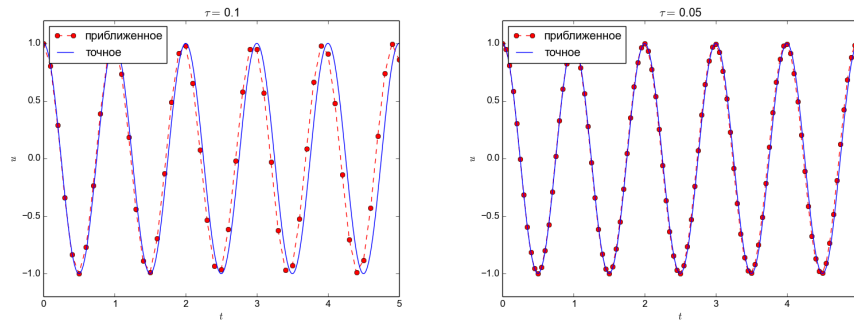 τ = 0.1
приближенное
точное
1.0
0.5
0.0
−0.5
−1.0
u
0 1 2 3 4 5
t
τ = 0.05
приближенное
точное
1.0
0.5
0.0
−0.5
−1.0
u
0 1 2 3 4
t